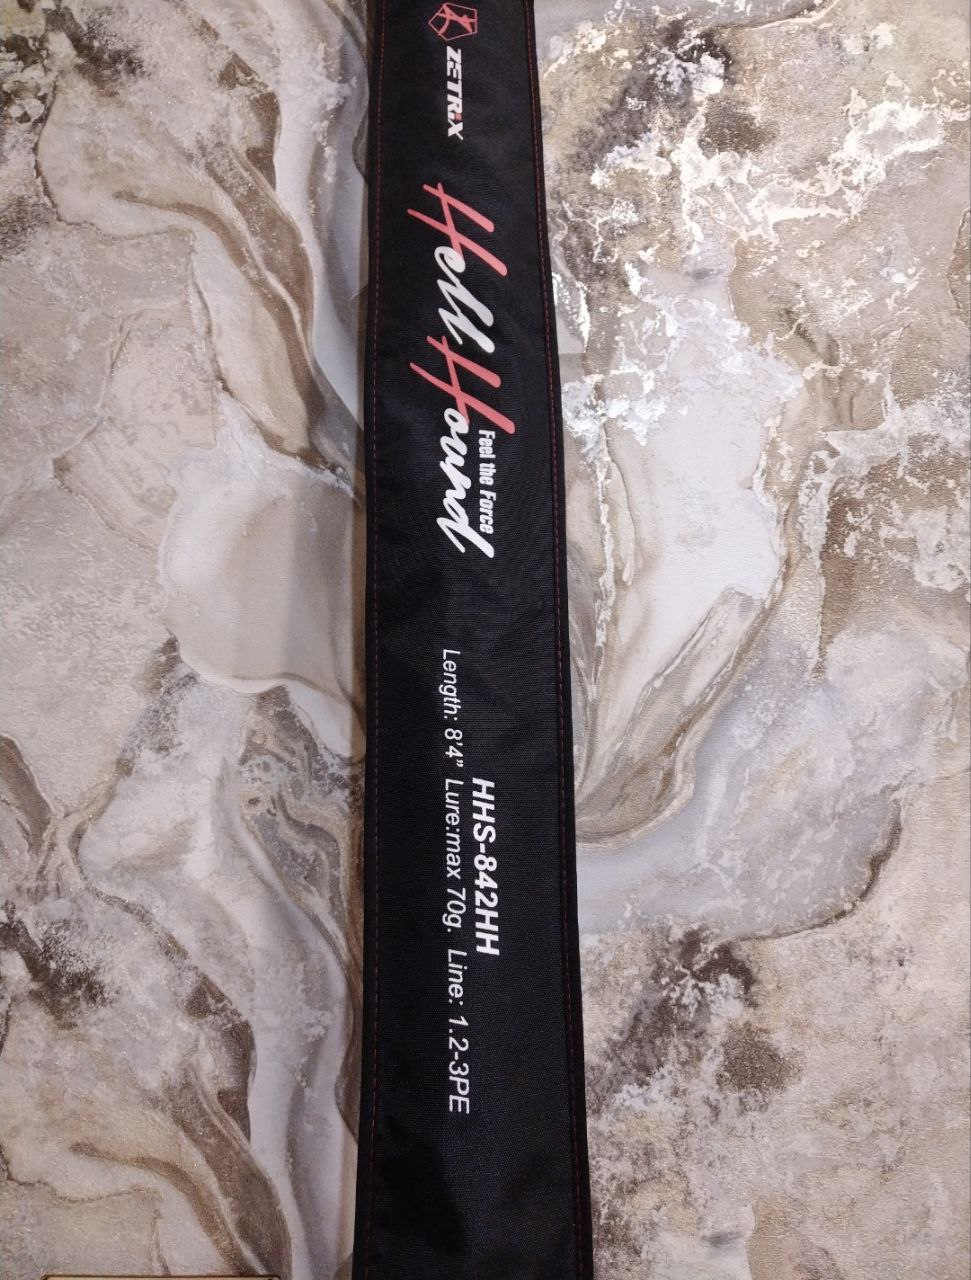 ZETRiX
HellHound
Feel the Force
HHS-842HH
Length: 8'4" Lure:max 70g. Line: 1.2-3PE